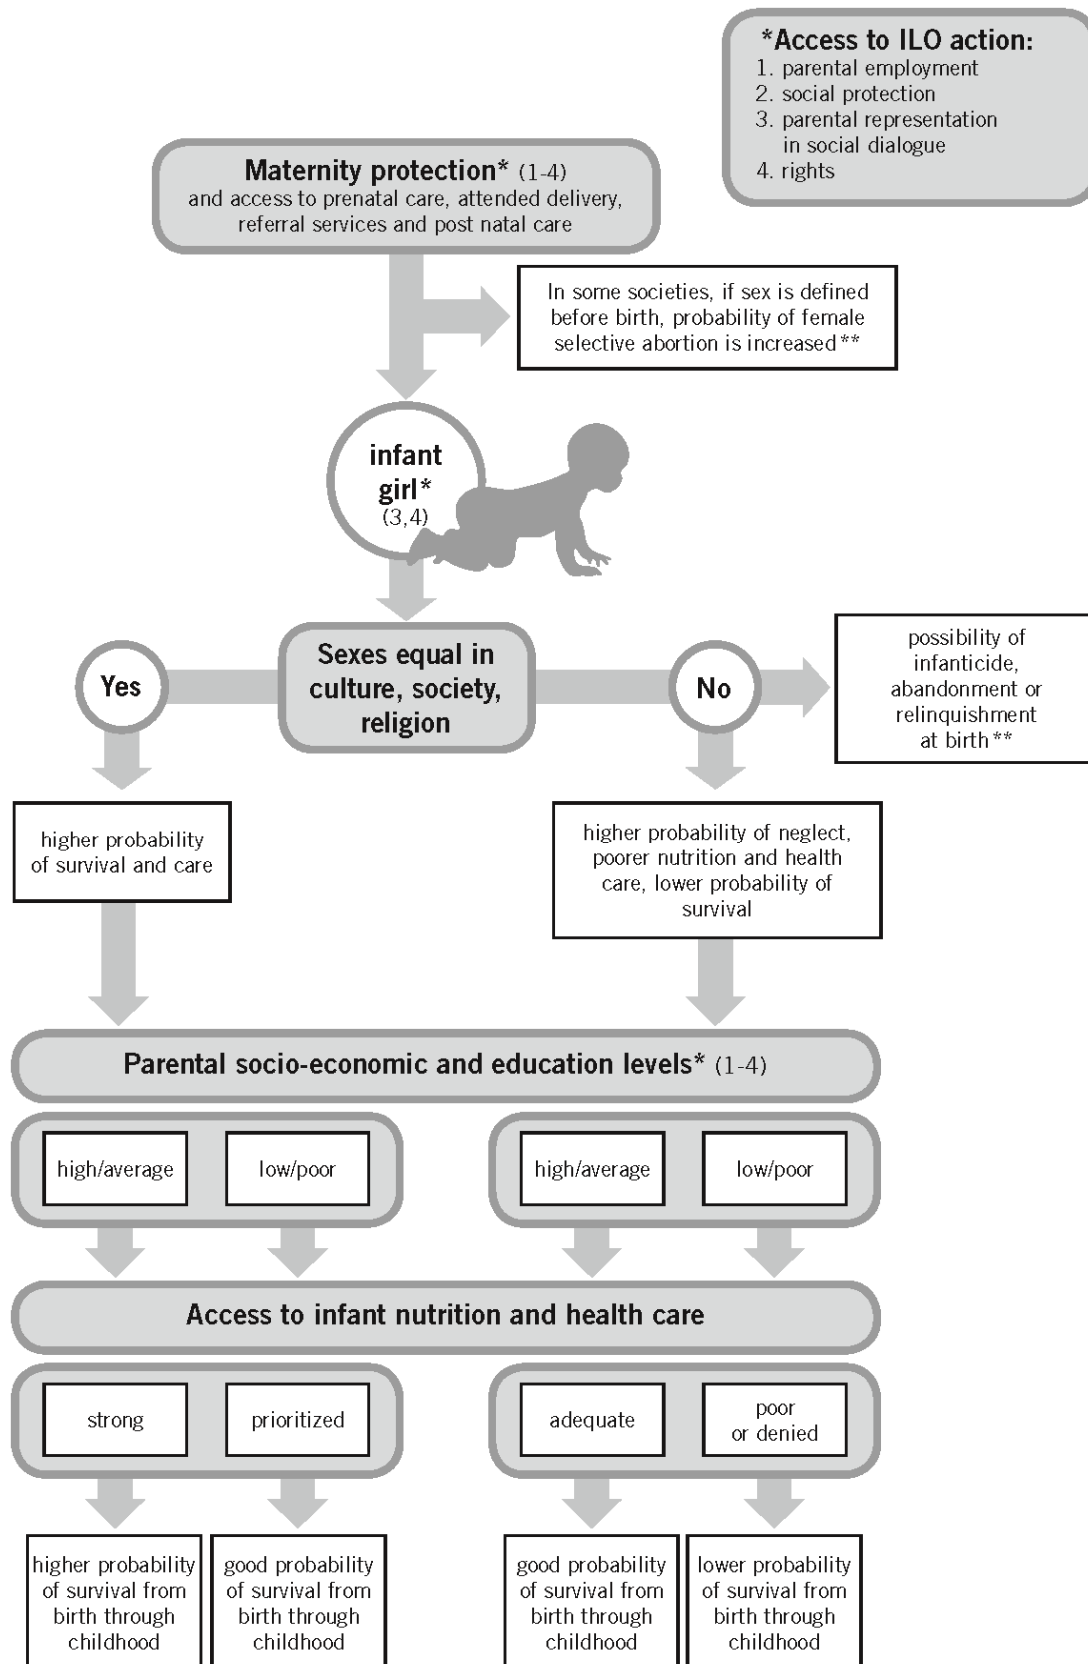 *Access to ILO action:
1. parental employment
2. social protection
3. parental representation
in social dialogue
4. rights
Maternity protection* (1-4)
and access to prenatal care, attended delivery,
referral services and post natal care
In some societies, if sex is defined
before birth, probability of female
selective abortion is increased**
infant
girl*
(3,4)
Sexes equal in
culture, society,
religion
Yes
No
possibility of
infanticide,
abandonment or
relinquishment
at birth**
higher probability
of survival and care
higher probability of neglect,
poorer nutrition and health
care, lower probability of
survival
Parental socio-economic and education levels* (1-4)
high/average
low/poor
high/average
low/poor
Access to infant nutrition and health care
strong
prioritized
adequate
poor
or denied
higher probability
of survival from
birth through
childhood
good probability
of survival from
birth through
childhood
good probability
of survival from
birth through
childhood
lower probability
of survival from
birth through
childhood